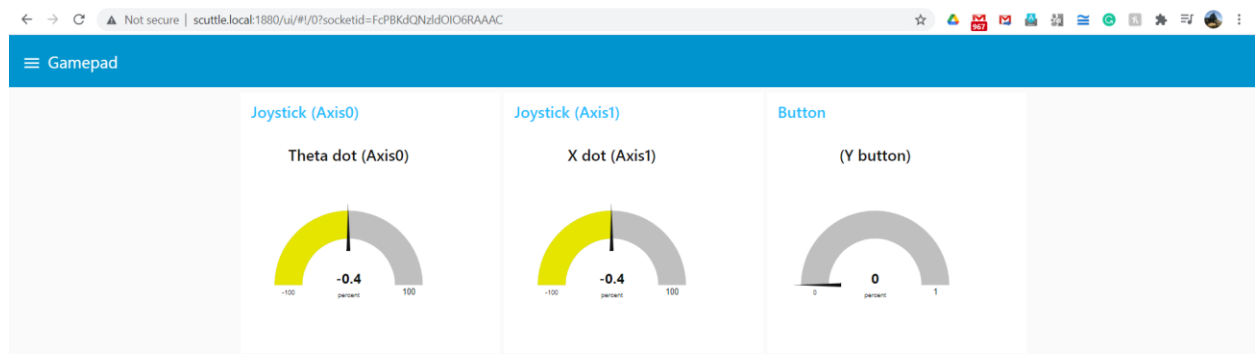 Not secure | scuttle.local:1880/ui/#!/0?socketid=FcPBKdQNzldOIO6RAAAC
967
Gamepad
Joystick (Axis0)
Theta dot (Axis0)
-0.4
percent
-100
100
Joystick (Axis1)
X dot (Axis1)
-0.4
percent
-100
100
Button
(Y button)
0
percent
0
1